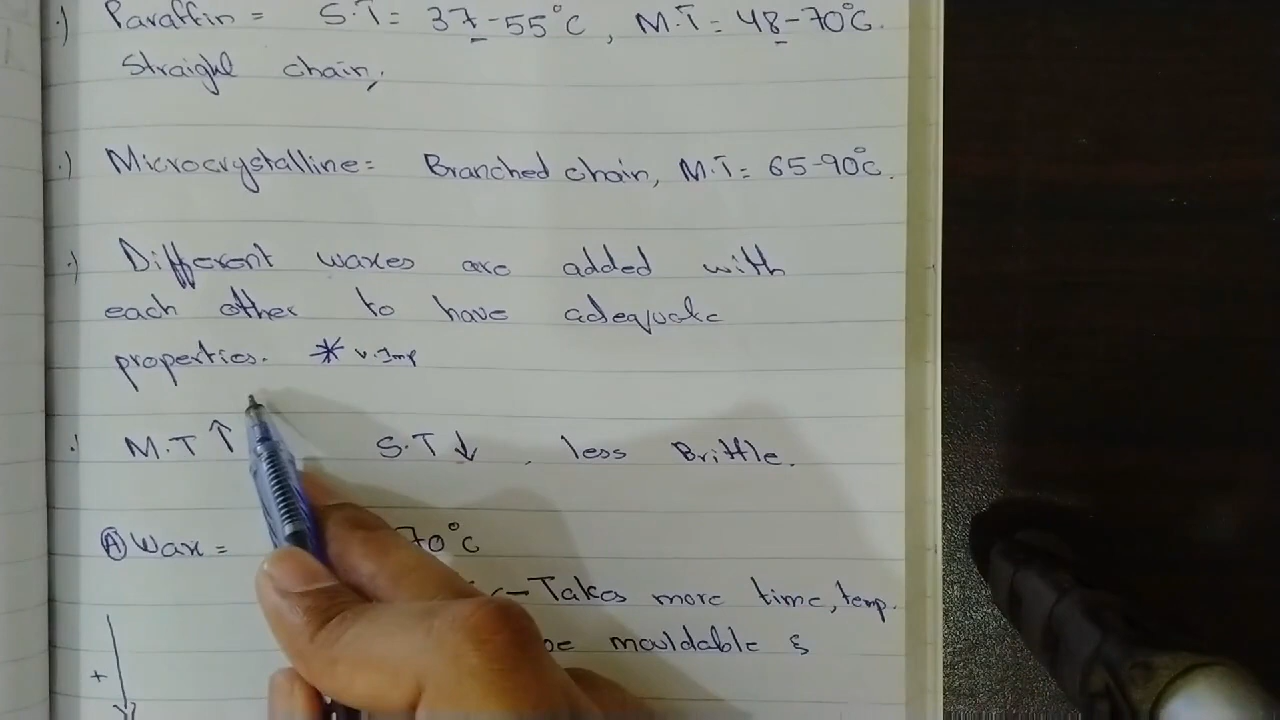 .) Paraffin = S.T = 37-55°C, M.T = 48-70°C.
Straight chain,
.) Microcrystalline = Branched chain, M.T = 65-90°C.
.) Different waxes are added with
each other to have adequate
properties. * v.Imp
.) M.T ↑ S.T ↓ , less Brittle.
Ⓐ Wax = 70°C
- Takes more time, temp.
be mouldable &
+